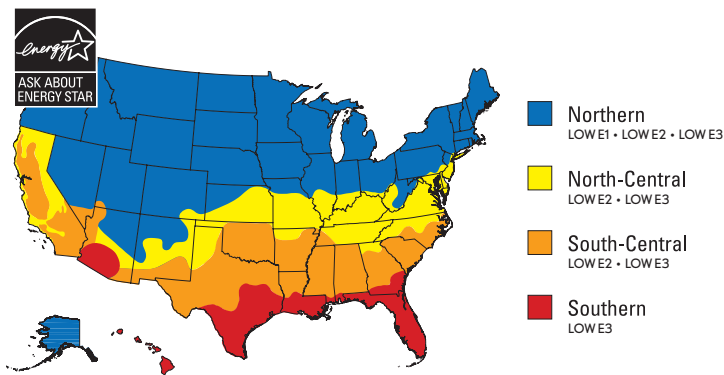 energy
ASK ABOUT
ENERGY STAR
Northern
LOW E1 • LOW E2 • LOW E3
North-Central
LOW E2 • LOW E3
South-Central
LOW E2 • LOW E3
Southern
LOW E3